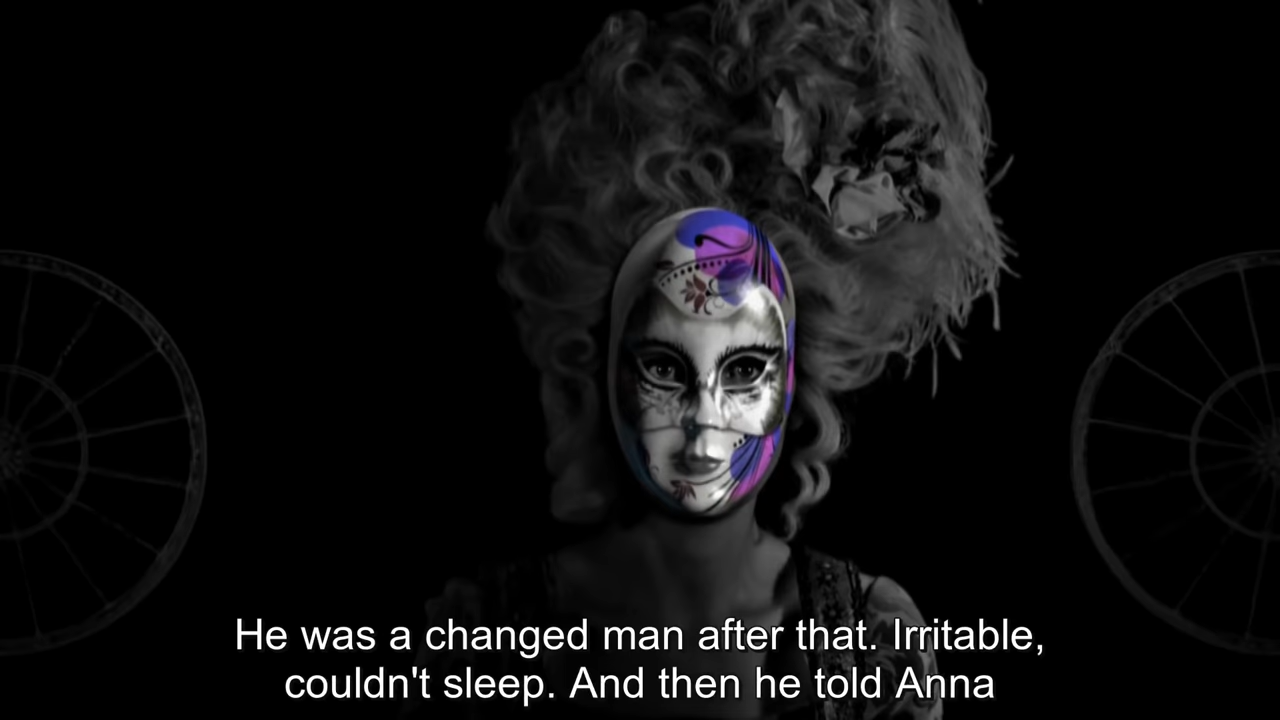 He was a changed man after that. Irritable,
couldn't sleep. And then he told Anna